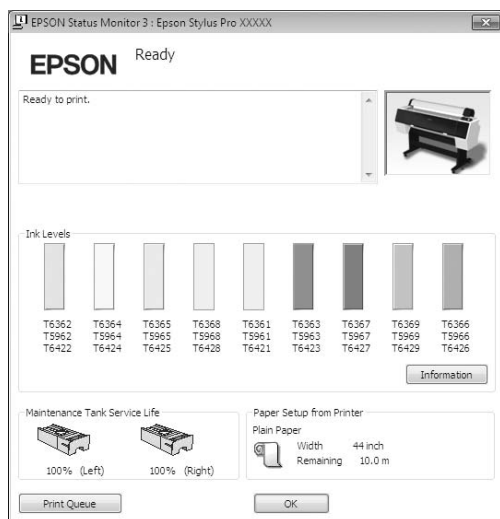 EPSON Status Monitor 3 : Epson Stylus Pro XXXXX
EPSON
Ready
Ready to print.
Ink Levels
T6362 T6364 T6365 T6368 T6361 T6363 T6367 T6369 T6366
T5962 T5964 T5965 T5968 T5961 T5963 T5967 T5969 T5966
T6422 T6424 T6425 T6428 T6421 T6423 T6427 T6429 T6426
Information
Maintenance Tank Service Life
100% (Left) 100% (Right)
Paper Setup from Printer
Plain Paper
Width 44 inch
Remaining 10.0 m
Print Queue
OK